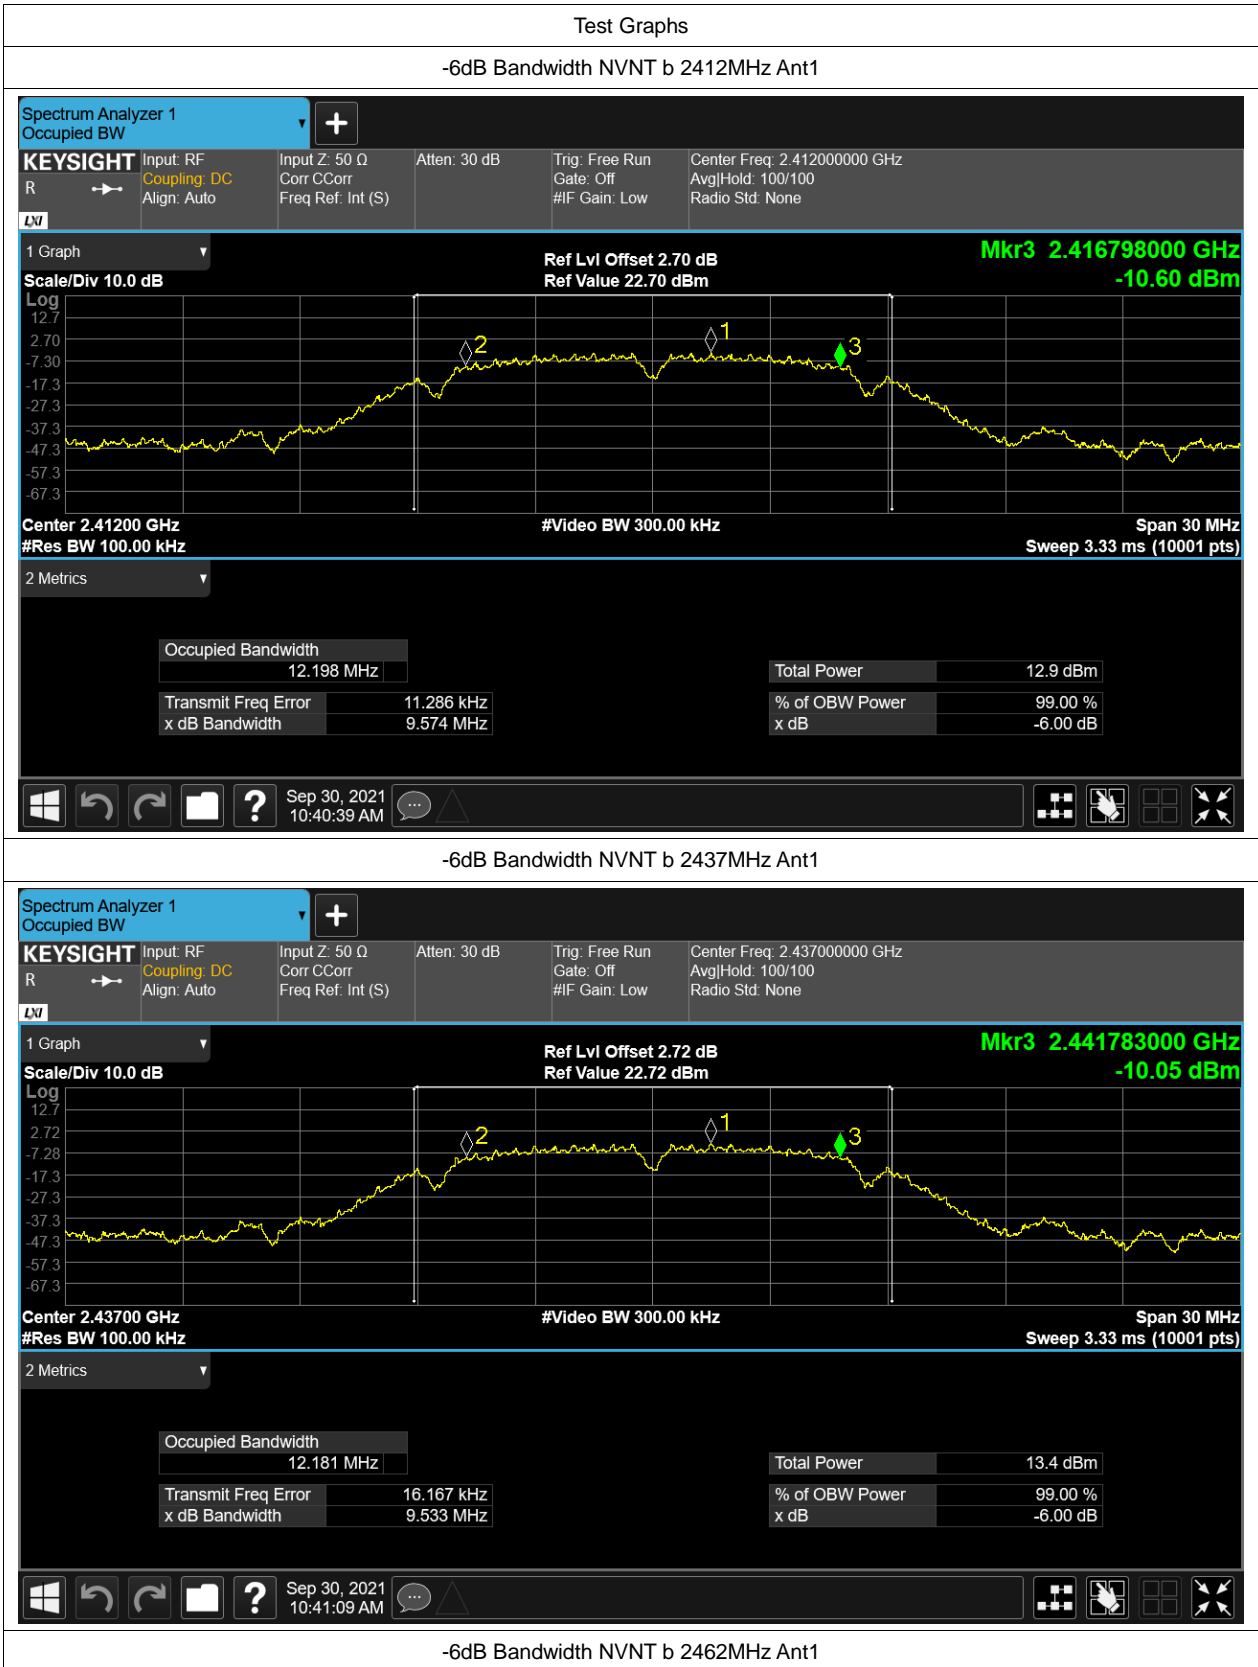 Test Graphs
-6dB Bandwidth NVNT b 2412MHz Ant1
Spectrum Analyzer 1
Occupied BW
KEYSIGHT Input: RF Input Z: 50 Ω Atten: 30 dB Trig: Free Run Center Freq: 2.412000000 GHz
R Coupling: DC Corr CCorr Gate: Off Avg|Hold: 100/100
Align: Auto Freq Ref: Int (S) #IF Gain: Low Radio Std: None
LXI
1 Graph Ref Lvl Offset 2.70 dB Mkr3 2.416798000 GHz
Scale/Div 10.0 dB Ref Value 22.70 dBm -10.60 dBm
Log
12.7
2.70
-7.30
-17.3
-27.3
-37.3
-47.3
-57.3
-67.3
2 1 3
Center 2.41200 GHz #Video BW 300.00 kHz Span 30 MHz
#Res BW 100.00 kHz Sweep 3.33 ms (10001 pts)
2 Metrics
Occupied Bandwidth
12.198 MHz Total Power 12.9 dBm
Transmit Freq Error 11.286 kHz % of OBW Power 99.00 %
x dB Bandwidth 9.574 MHz x dB -6.00 dB
? Sep 30, 2021
10:40:39 AM
-6dB Bandwidth NVNT b 2437MHz Ant1
Spectrum Analyzer 1
Occupied BW
KEYSIGHT Input: RF Input Z: 50 Ω Atten: 30 dB Trig: Free Run Center Freq: 2.437000000 GHz
R Coupling: DC Corr CCorr Gate: Off Avg|Hold: 100/100
Align: Auto Freq Ref: Int (S) #IF Gain: Low Radio Std: None
LXI
1 Graph Ref Lvl Offset 2.72 dB Mkr3 2.441783000 GHz
Scale/Div 10.0 dB Ref Value 22.72 dBm -10.05 dBm
Log
12.7
2.72
-7.28
-17.3
-27.3
-37.3
-47.3
-57.3
-67.3
2 1 3
Center 2.43700 GHz #Video BW 300.00 kHz Span 30 MHz
#Res BW 100.00 kHz Sweep 3.33 ms (10001 pts)
2 Metrics
Occupied Bandwidth
12.181 MHz Total Power 13.4 dBm
Transmit Freq Error 16.167 kHz % of OBW Power 99.00 %
x dB Bandwidth 9.533 MHz x dB -6.00 dB
? Sep 30, 2021
10:41:09 AM
-6dB Bandwidth NVNT b 2462MHz Ant1